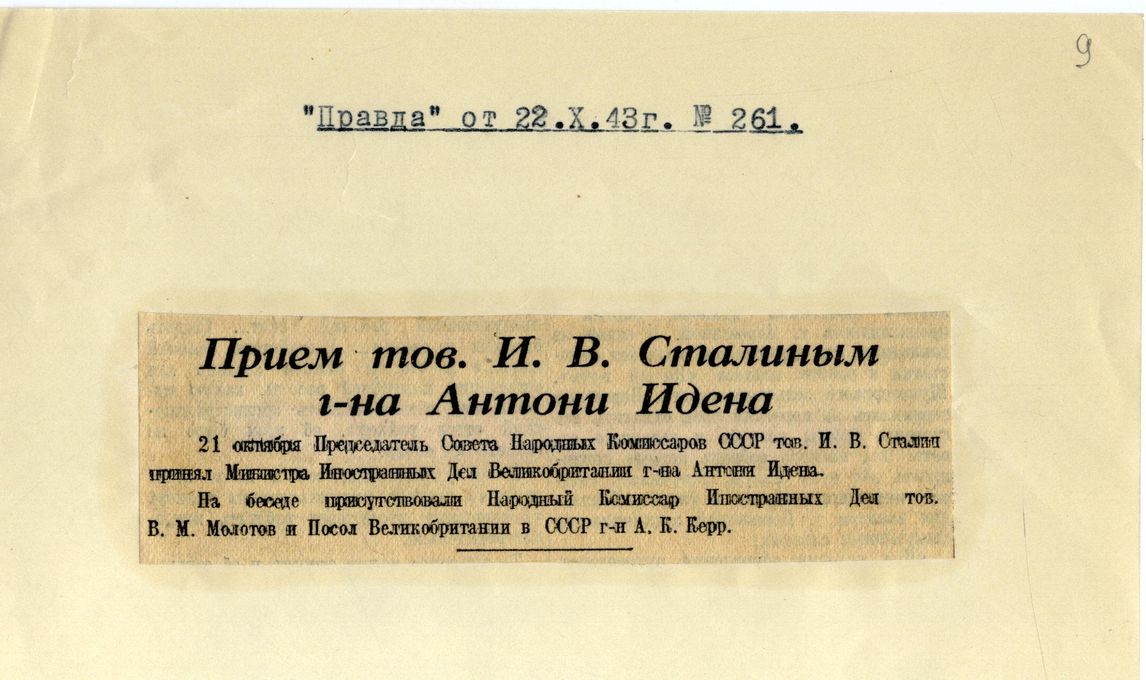 9
"Правда" от 22.X.43г. № 261.
Прием тов. И. В. Сталиным
г-на Антони Идена
21 октября Председатель Совета Народных Комиссаров СССР тов. И. В. Сталин
принял Министра Иностранных Дел Великобритании г-на Антони Идена.
На беседе присутствовали Народный Комиссар Иностранных Дел тов.
В. М. Молотов и Посол Великобритании в СССР г-н А. К. Керр.